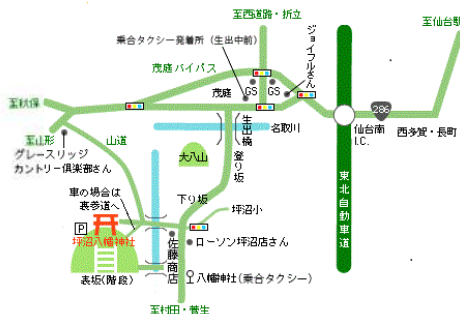 至西道路・折立
至仙台駅
乗合タクシー発着所（生出中前）
ジョイフルさん
茂庭バイパス
至秋保
茂庭
GS
GS
286
至山形
山道
生出橋
名取川
仙台南
I.C.
西多賀・長町
グレースリッジ
カントリー倶楽部さん
大八山
登り坂
東北自動車道
車の場合は
裏参道へ
下り坂
坪沼小
P
坪沼八幡神社
佐藤商店
ローソン坪沼店さん
表坂(階段)
八幡神社(乗合タクシー)
至村田・菅生